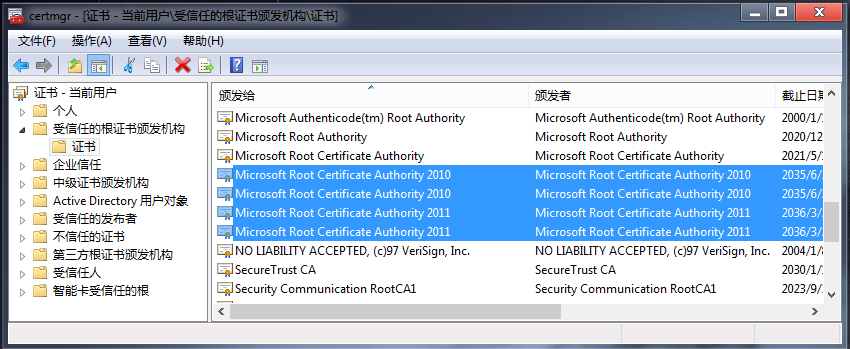 certmgr - [证书 - 当前用户\受信任的根证书颁发机构\证书]
文件(F) 操作(A) 查看(V) 帮助(H)
证书 - 当前用户
个人
受信任的根证书颁发机构
证书
企业信任
中级证书颁发机构
Active Directory 用户对象
受信任的发布者
不信任的证书
第三方根证书颁发机构
受信任人
智能卡受信任的根
颁发给 颁发者 截止日期
Microsoft Authenticode(tm) Root Authority Microsoft Authenticode(tm) Root Authority 2000/1/1
Microsoft Root Authority Microsoft Root Authority 2020/12
Microsoft Root Certificate Authority Microsoft Root Certificate Authority 2021/5/1
Microsoft Root Certificate Authority 2010 Microsoft Root Certificate Authority 2010 2035/6/
Microsoft Root Certificate Authority 2010 Microsoft Root Certificate Authority 2010 2035/6/
Microsoft Root Certificate Authority 2011 Microsoft Root Certificate Authority 2011 2036/3/
Microsoft Root Certificate Authority 2011 Microsoft Root Certificate Authority 2011 2036/3/
NO LIABILITY ACCEPTED, (c)97 VeriSign, Inc. NO LIABILITY ACCEPTED, (c)97 VeriSign, Inc. 2004/1/8
SecureTrust CA SecureTrust CA 2030/1/1
Security Communication RootCA1 Security Communication RootCA1 2023/9/